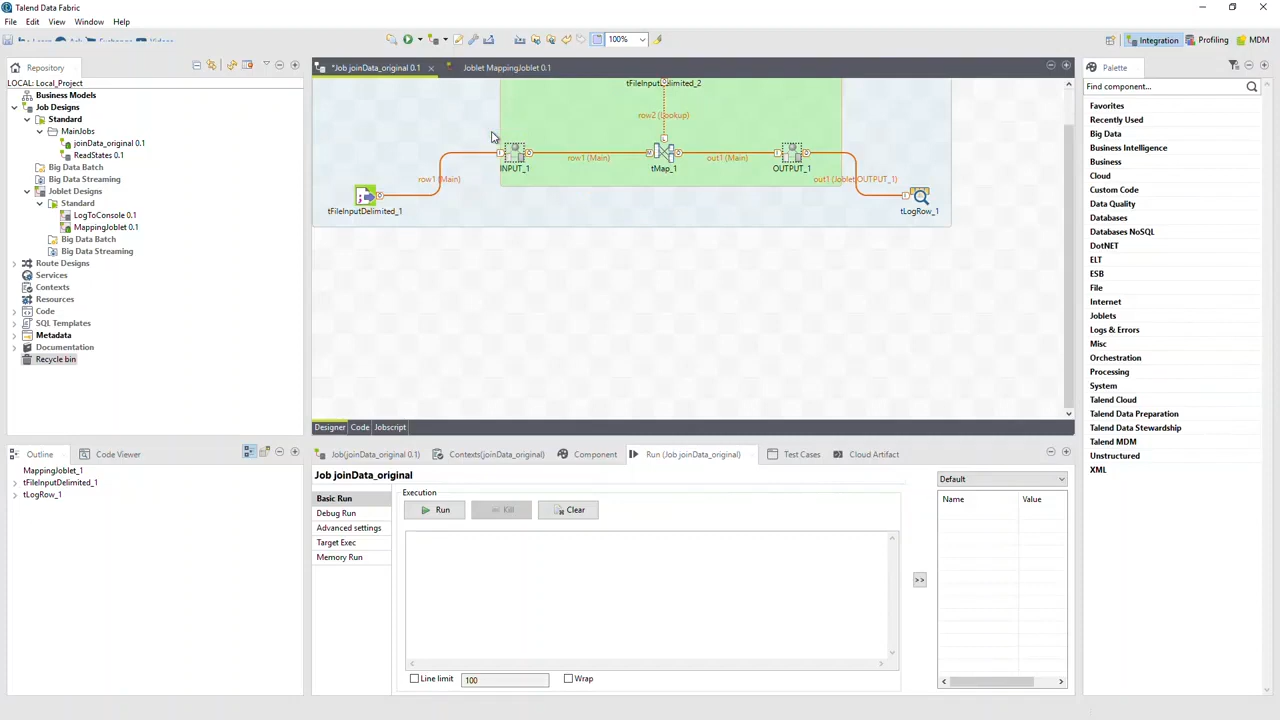 Talend Data Fabric
File Edit View Window Help
Learn Ask Exchange Videos
100%
Integration Profiling MDM
Repository
LOCAL: Local_Project
Business Models
Job Designs
Standard
MainJobs
joinData_original 0.1
ReadStates 0.1
Big Data Batch
Big Data Streaming
Joblet Designs
Standard
LogToConsole 0.1
MappingJoblet 0.1
Big Data Batch
Big Data Streaming
Route Designs
Services
Contexts
Resources
Code
SQL Templates
Metadata
Documentation
Recycle bin
*Job joinData_original 0.1
Joblet MappingJoblet 0.1
tFileInputDelimited_2
row2 (Lookup)
row1 (Main)
INPUT_1
row1 (Main)
tMap_1
out1 (Main)
OUTPUT_1
out1 (Joblet OUTPUT_1)
tFileInputDelimited_1
tLogRow_1
Designer Code Jobscript
Palette
Find component...
Favorites
Recently Used
Big Data
Business Intelligence
Business
Cloud
Custom Code
Data Quality
Databases
Databases NoSQL
DotNET
ELT
ESB
File
Internet
Joblets
Logs & Errors
Misc
Orchestration
Processing
System
Talend Cloud
Talend Data Preparation
Talend Data Stewardship
Talend MDM
Unstructured
XML
Outline
Code Viewer
MappingJoblet_1
tFileInputDelimited_1
tLogRow_1
Job(joinData_original 0.1)
Contexts(joinData_original)
Component
Run (Job joinData_original)
Test Cases
Cloud Artifact
Job joinData_original
Basic Run
Debug Run
Advanced settings
Target Exec
Memory Run
Execution
Run
Kill
Clear
Line limit
100
Wrap
>>
Default
Name Value